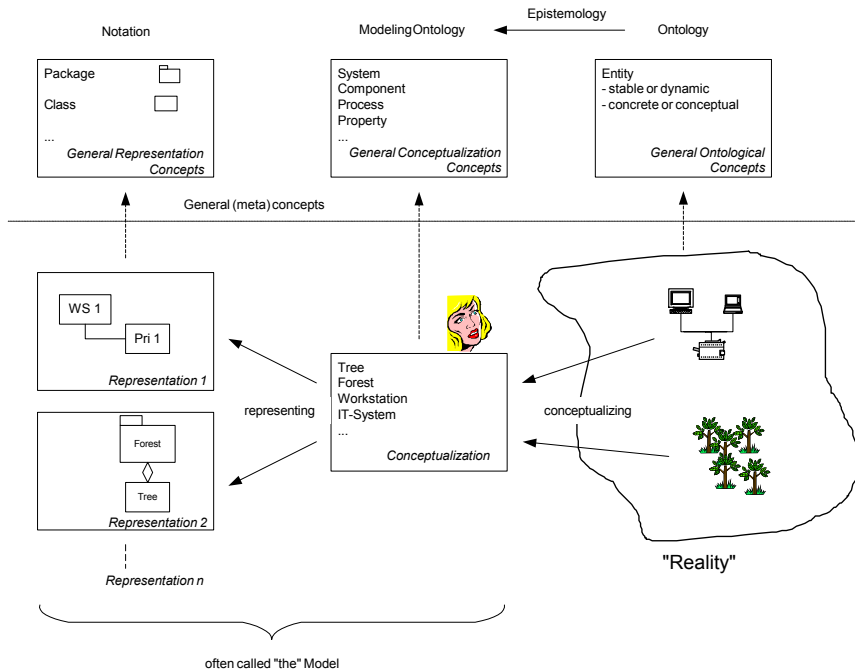 Notation
Modeling Ontology
Epistemology
Ontology
Package
Class
...
General Representation
Concepts
System
Component
Process
Property
...
General Conceptualization
Concepts
Entity
- stable or dynamic
- concrete or conceptual
General Ontological
Concepts
General (meta) concepts
WS 1
Pri 1
Representation 1
Forest
Tree
Representation 2
Representation n
representing
Tree
Forest
Workstation
IT-System
...
Conceptualization
conceptualizing
"Reality"
often called "the" Model